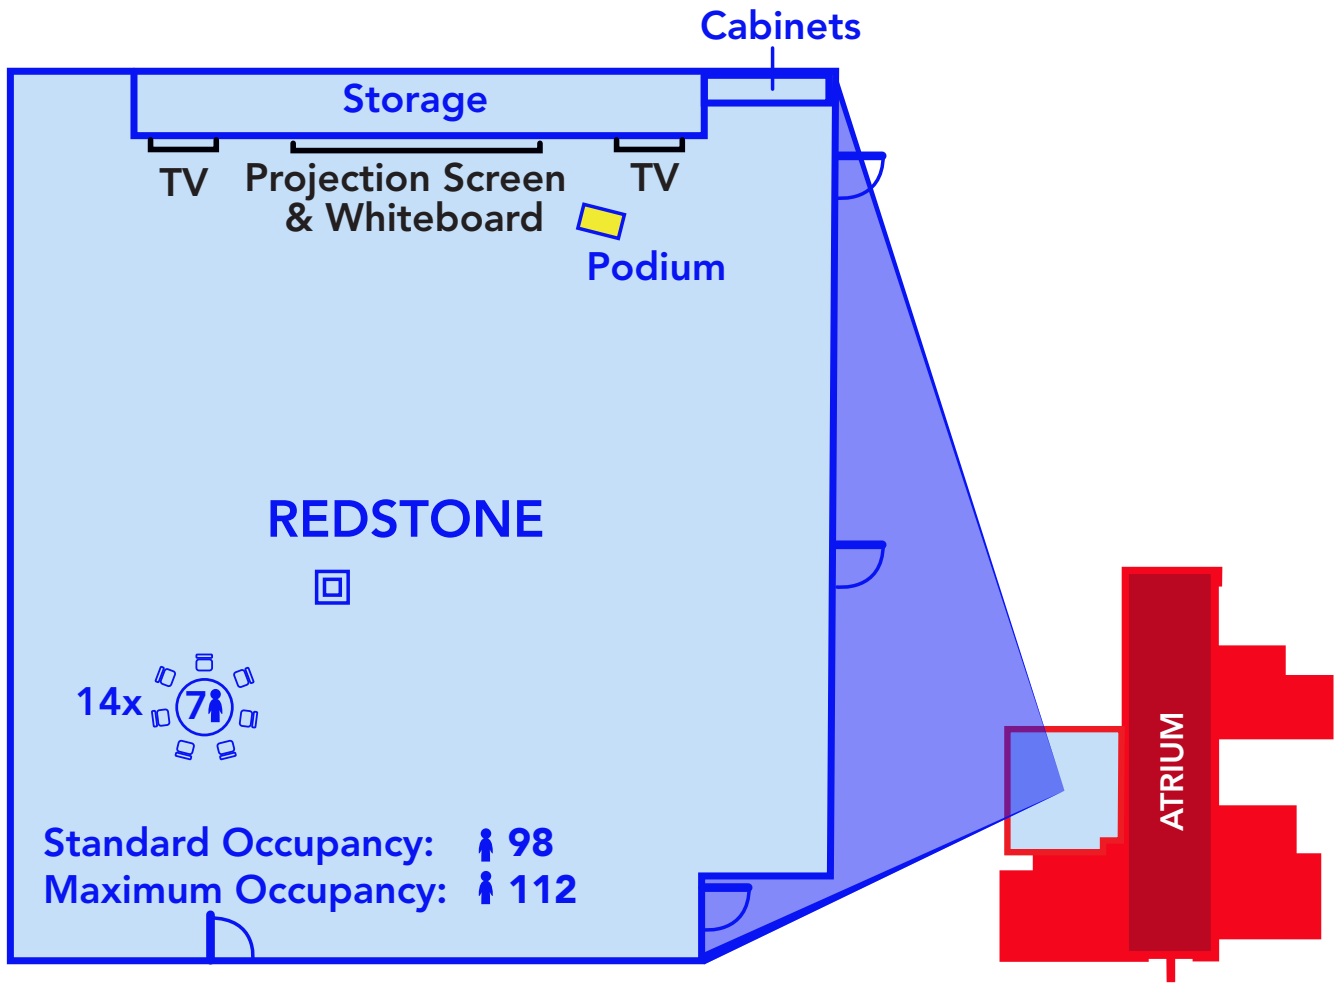 Cabinets
Storage
TV
Projection Screen
& Whiteboard
TV
Podium
REDSTONE
14x
7
ATRIUM
Standard Occupancy: 98
Maximum Occupancy: 112